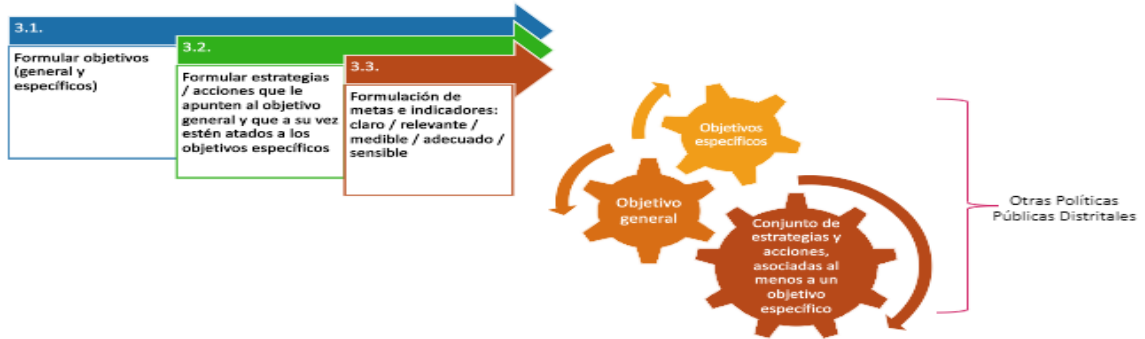 3.1.
Formular objetivos
(general y
específicos)
3.2.
Formular estrategias
/ acciones que le
apunten al objetivo
general y que a su vez
estén atados a los
objetivos específicos
3.3.
Formulación de
metas e indicadores:
claro / relevante /
medible / adecuado /
sensible
Objetivos
específicos
Objetivo
general
Conjunto de
estrategias y
acciones,
asociadas al
menos a un
objetivo
específico
Otras Políticas
Públicas Distritales